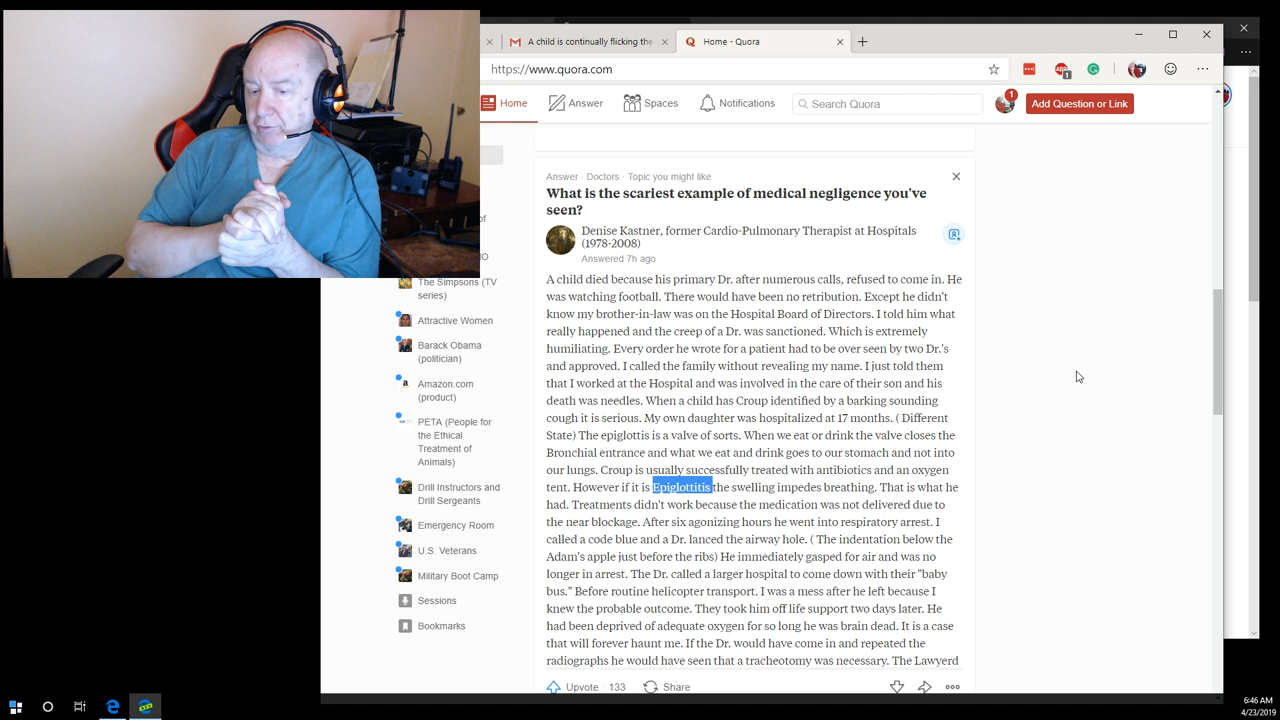 A child is continually flicking the
Home - Quora
https://www.quora.com
1
Home
Answer
Spaces
Notifications
Search Quora
1
Add Question or Link
Answer · Doctors · Topic you might like
What is the scariest example of medical negligence you've
seen?
Denise Kastner, former Cardio-Pulmonary Therapist at Hospitals
(1978-2008)
Answered 7h ago
A child died because his primary Dr. after numerous calls, refused to come in. He
was watching football. There would have been no retribution. Except he didn't
know my brother-in-law was on the Hospital Board of Directors. I told him what
really happened and the creep of a Dr. was sanctioned. Which is extremely
humiliating. Every order he wrote for a patient had to be over seen by two Dr.'s
and approved. I called the family without revealing my name. I just told them
that I worked at the Hospital and was involved in the care of their son and his
death was needles. When a child has Croup identified by a barking sounding
cough it is serious. My own daughter was hospitalized at 17 months. ( Different
State) The epiglottis is a valve of sorts. When we eat or drink the valve closes the
Bronchial entrance and what we eat and drink goes to our stomach and not into
our lungs. Croup is usually successfully treated with antibiotics and an oxygen
tent. However if it is Epiglottitis the swelling impedes breathing. That is what he
had. Treatments didn't work because the medication was not delivered due to
the near blockage. After six agonizing hours he went into respiratory arrest. I
called a code blue and a Dr. lanced the airway hole. ( The indentation below the
Adam's apple just before the ribs) He immediately gasped for air and was no
longer in arrest. The Dr. called a larger hospital to come down with their "baby
bus." Before routine helicopter transport. I was a mess after he left because I
knew the probable outcome. They took him off life support two days later. He
had been deprived of adequate oxygen for so long he was brain dead. It is a case
that will forever haunt me. If the Dr. would have come in and repeated the
radiographs he would have seen that a tracheotomy was necessary. The Lawyerd
Upvote 133
Share
of
The Simpsons (TV
series)
Attractive Women
Barack Obama
(politician)
Amazon.com
(product)
PETA (People for
the Ethical
Treatment of
Animals)
Drill Instructors and
Drill Sergeants
Emergency Room
U.S. Veterans
Military Boot Camp
Sessions
Bookmarks
6:46 AM
4/23/2019